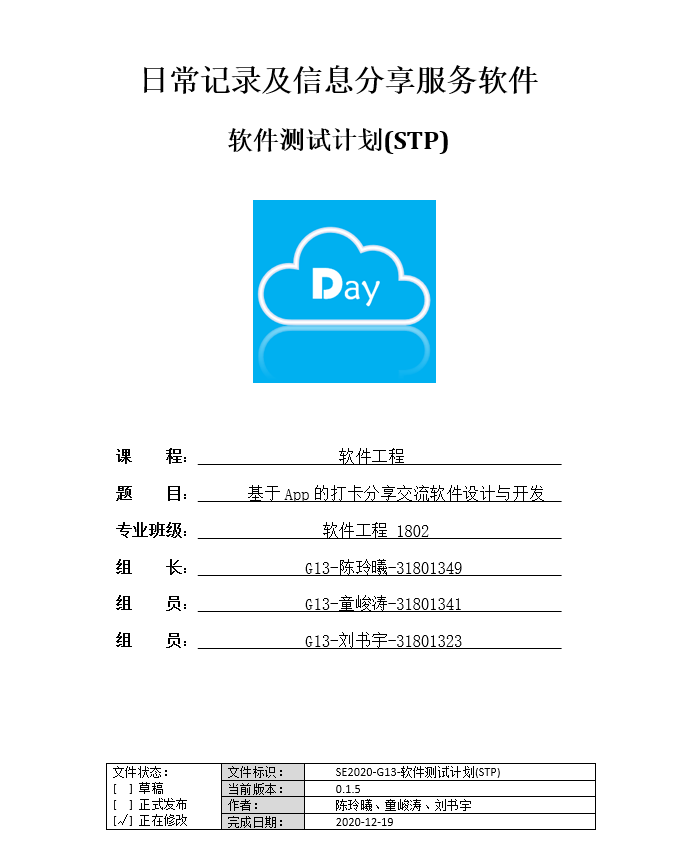 日常记录及信息分享服务软件
软件测试计划(STP)
Day
课 程： 软件工程
题 目： 基于App的打卡分享交流软件设计与开发
专业班级： 软件工程 1802
组 长： G13-陈玲曦-31801349
组 员： G13-童峻涛-31801341
组 员： G13-刘书宇-31801323
文件状态： 文件标识： SE2020-G13-软件测试计划(STP)
[ ] 草稿 当前版本： 0.1.5
[ ] 正式发布 作者： 陈玲曦、童峻涛、刘书宇
[√] 正在修改 完成日期： 2020-12-19